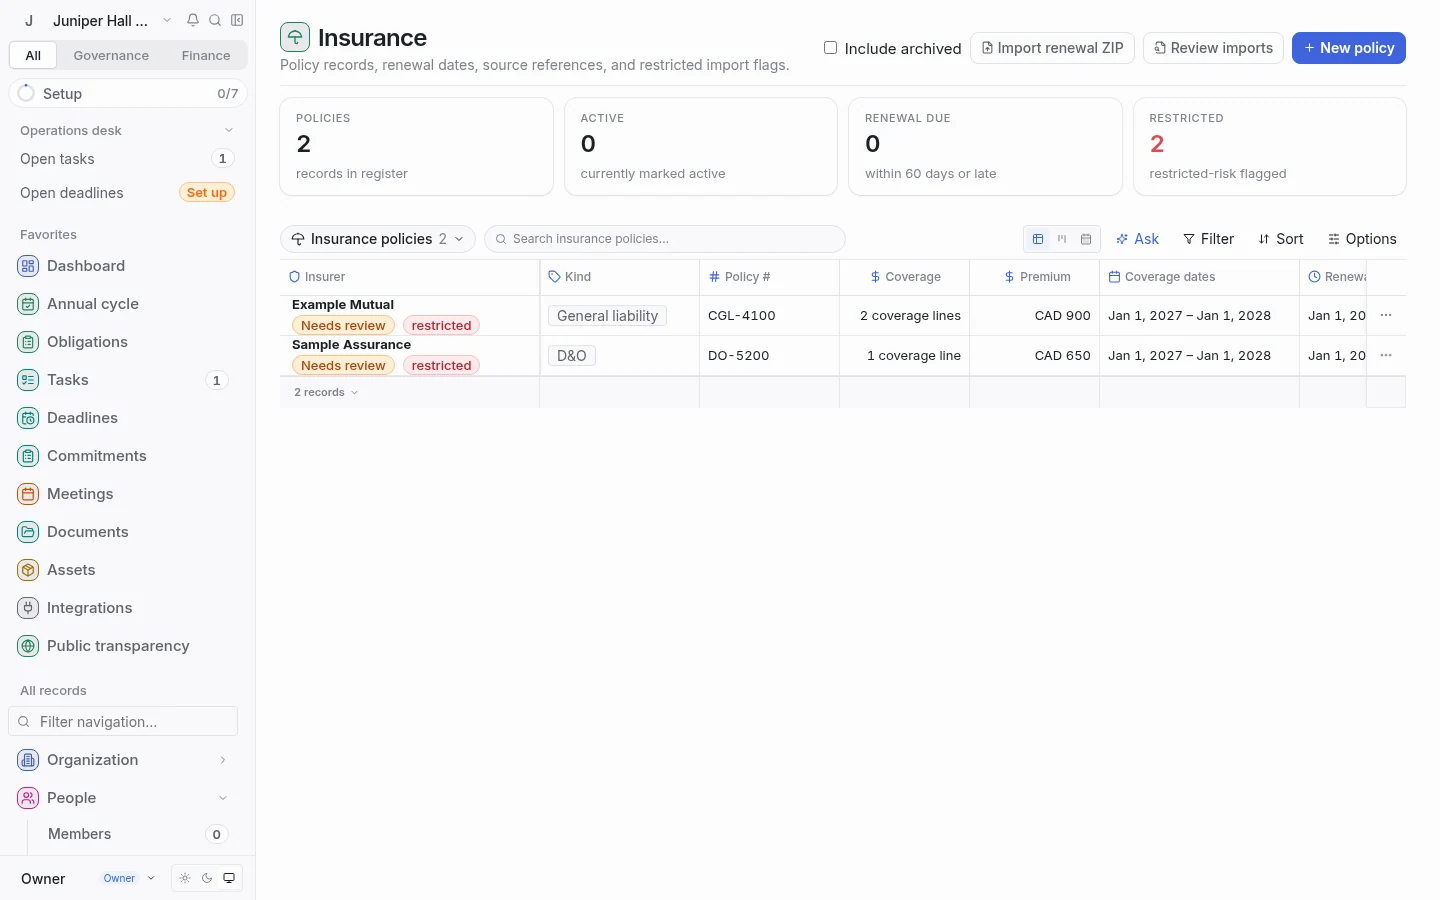 J Juniper Hall ...
All Governance Finance
Setup 0/7
Operations desk
Open tasks 1
Open deadlines Set up
Favorites
Dashboard
Annual cycle
Obligations
Tasks 1
Deadlines
Commitments
Meetings
Documents
Assets
Integrations
Public transparency
All records
Filter navigation...
Organization
People
Members 0
Owner Owner
Insurance
Policy records, renewal dates, source references, and restricted import flags.
Include archived Import renewal ZIP Review imports + New policy
POLICIES
2
records in register
ACTIVE
0
currently marked active
RENEWAL DUE
0
within 60 days or late
RESTRICTED
2
restricted-risk flagged
Insurance policies 2 Search insurance policies... Ask Filter Sort Options
Insurer Kind Policy # Coverage Premium Coverage dates Renewa
Example Mutual
Needs review restricted General liability CGL-4100 2 coverage lines CAD 900 Jan 1, 2027 – Jan 1, 2028 Jan 1, 20 ...
Sample Assurance
Needs review restricted D&O DO-5200 1 coverage line CAD 650 Jan 1, 2027 – Jan 1, 2028 Jan 1, 20 ...
2 records